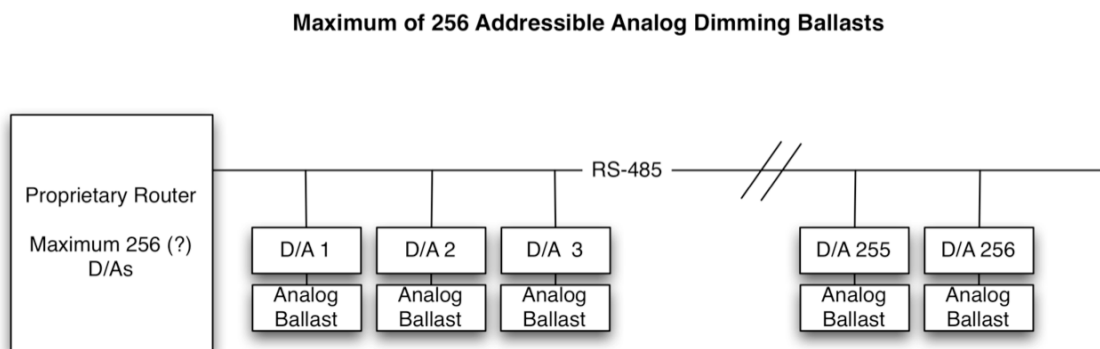 Maximum of 256 Addressible Analog Dimming Ballasts
RS-485
Proprietary Router
Maximum 256 (?)
D/As
D/A 1
D/A 2
D/A 3
D/A 255
D/A 256
Analog
Ballast
Analog
Ballast
Analog
Ballast
Analog
Ballast
Analog
Ballast